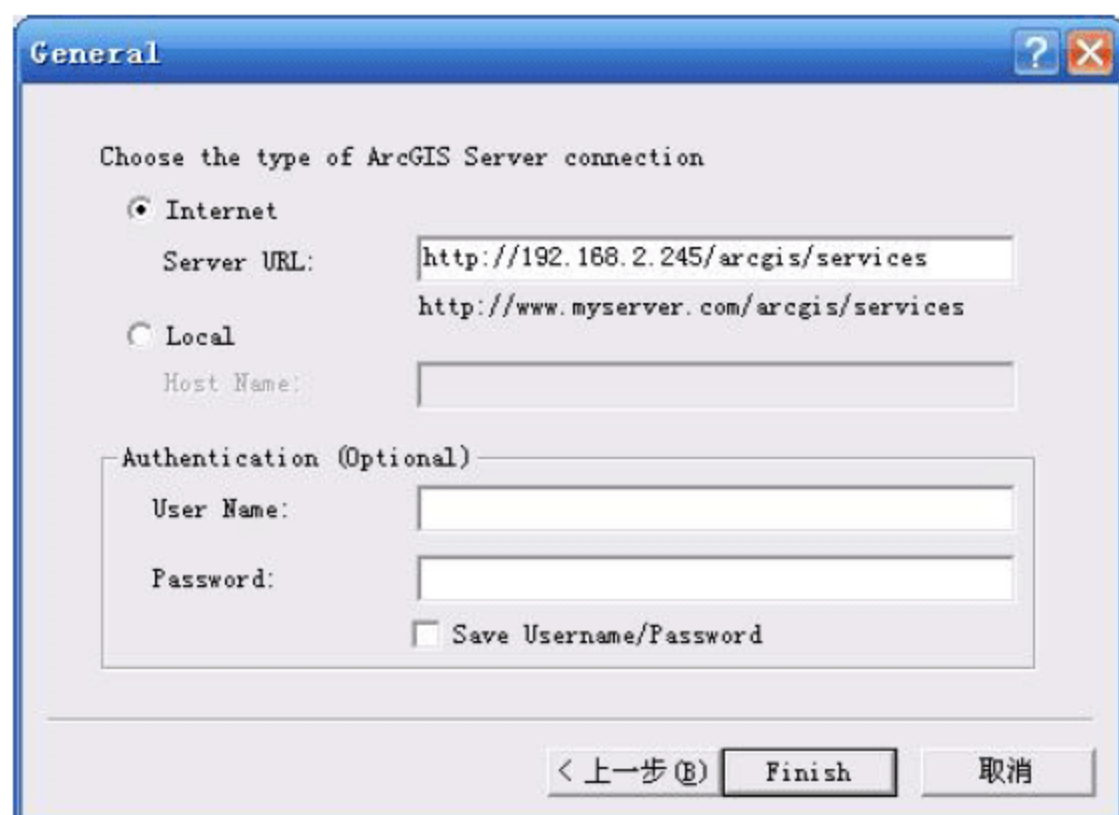 General
Choose the type of ArcGIS Server connection
Internet
Server URL: http://192.168.2.245/arcgis/services
http://www.myserver.com/arcgis/services
Local
Host Name:
Authentication (Optional)
User Name:
Password:
Save Username/Password
< 上一步(B) Finish 取消